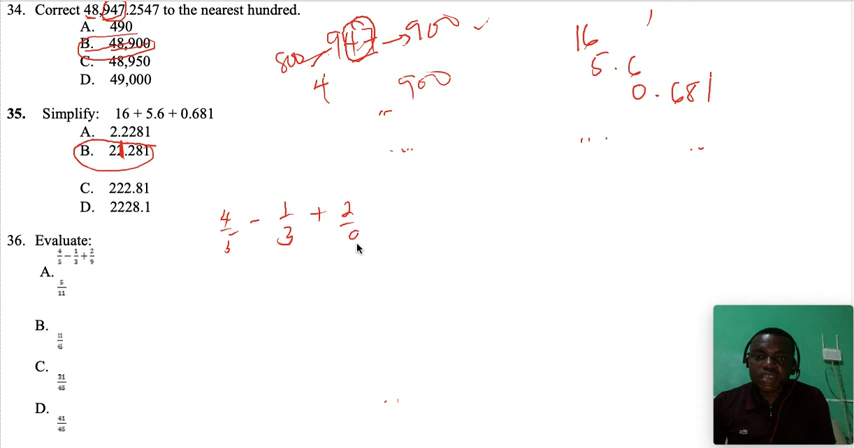 34. Correct 48,947.2547 to the nearest hundred.
A. 490
B. 48,900
C. 48,950
D. 49,000
800 947 → 900
4 900
16
5.6
0.681
35. Simplify: 16 + 5.6 + 0.681
A. 2.2281
B. 22.281
C. 222.81
D. 2228.1
4/5 - 1/3 + 2/9
36. Evaluate:
4/5 - 1/3 + 2/9
A. 5/11
B. 11/45
C. 31/45
D. 41/45